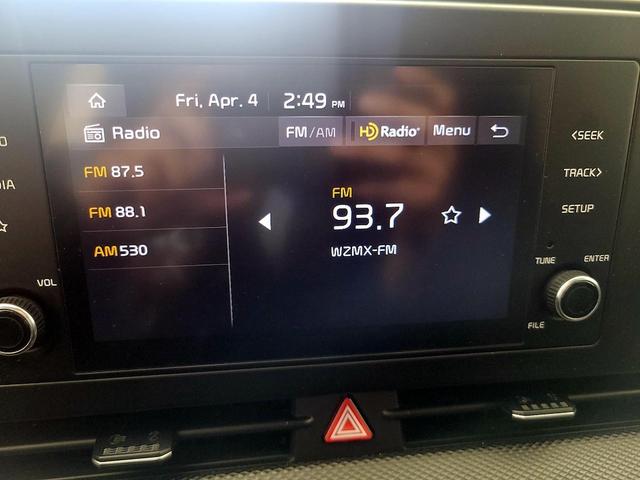 Fri, Apr. 4 2:49 PM
Radio FM/AM HD Radio® Menu
FM 87.5
FM 88.1
AM 530
FM
93.7
WZMX-FM
<SEEK
TRACK>
SETUP
TUNE ENTER
FILE
VOL